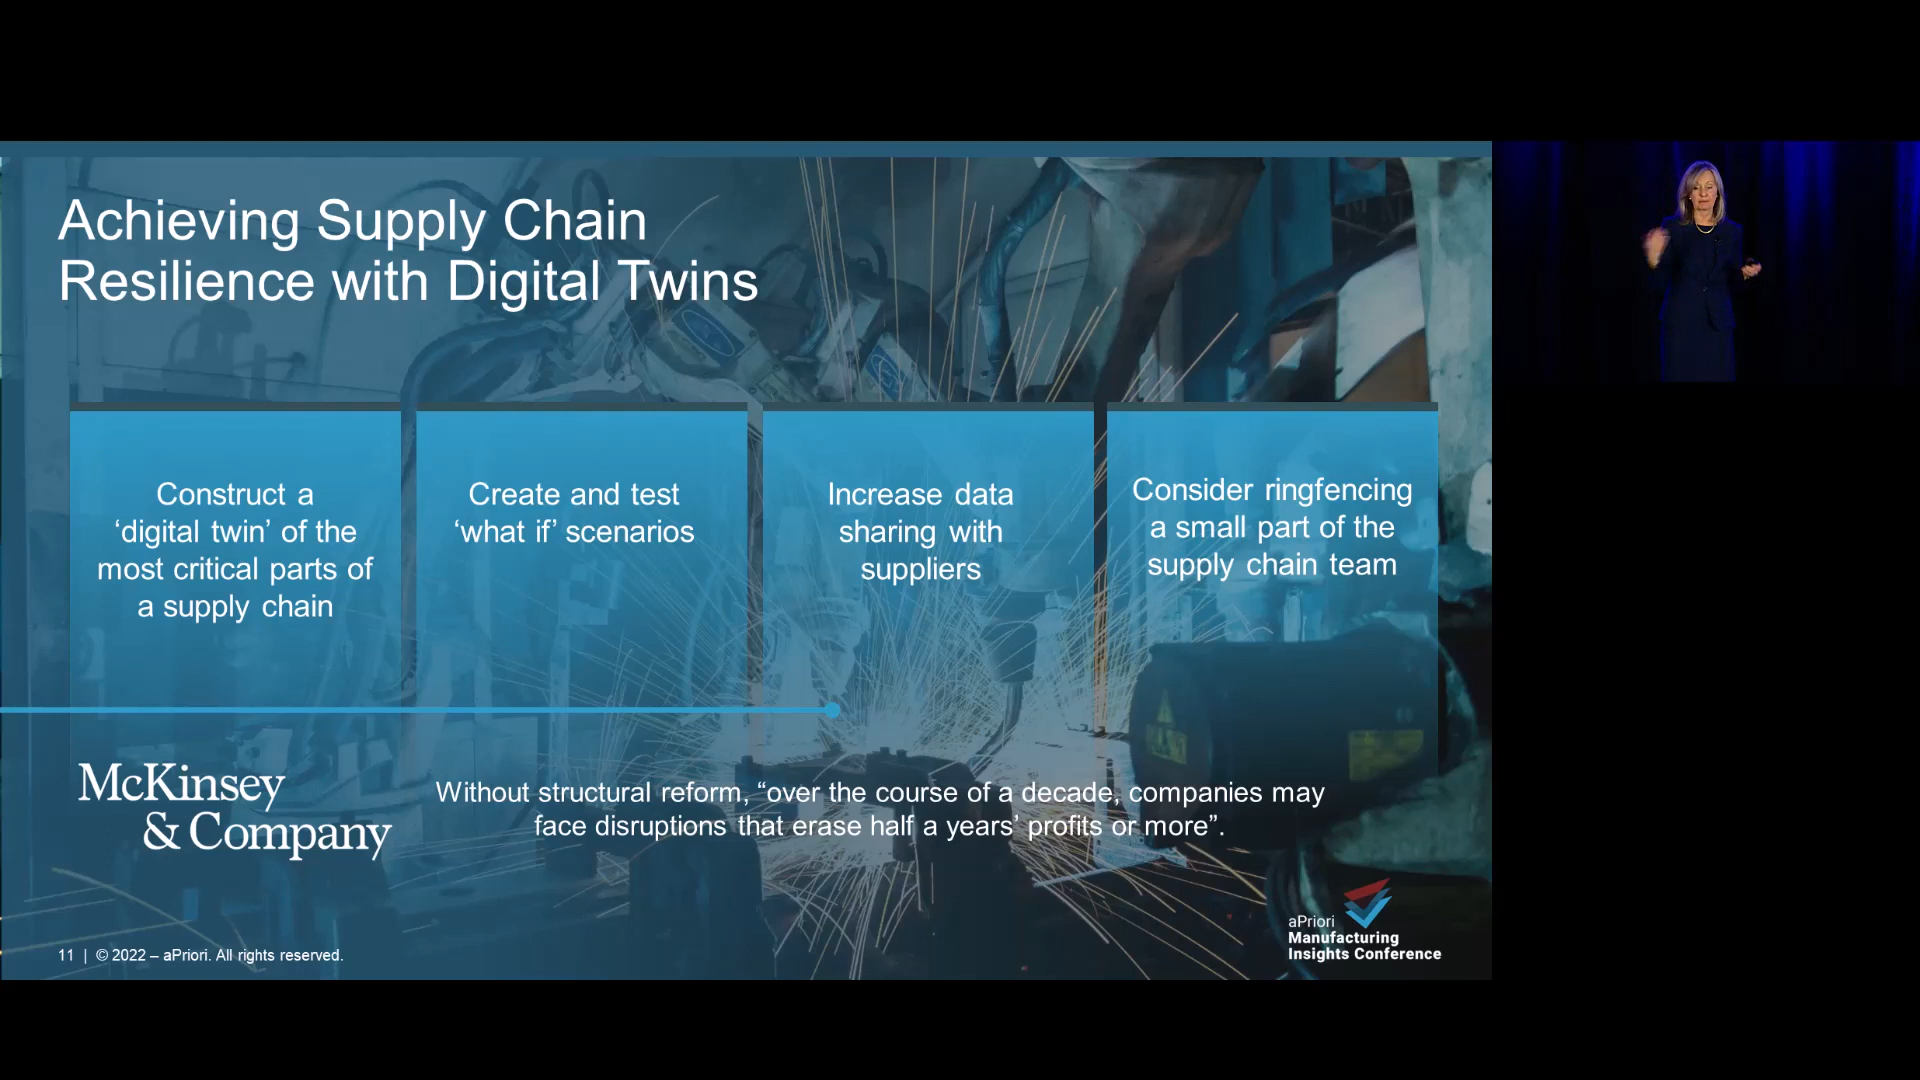 Achieving Supply Chain
Resilience with Digital Twins
Construct a
‘digital twin’ of the
most critical parts of
a supply chain
Create and test
‘what if’ scenarios
Increase data
sharing with
suppliers
Consider ringfencing
a small part of the
supply chain team
McKinsey
& Company
Without structural reform, “over the course of a decade, companies may
face disruptions that erase half a years’ profits or more”.
aPriori
Manufacturing
Insights Conference
11 | © 2022 – aPriori. All rights reserved.